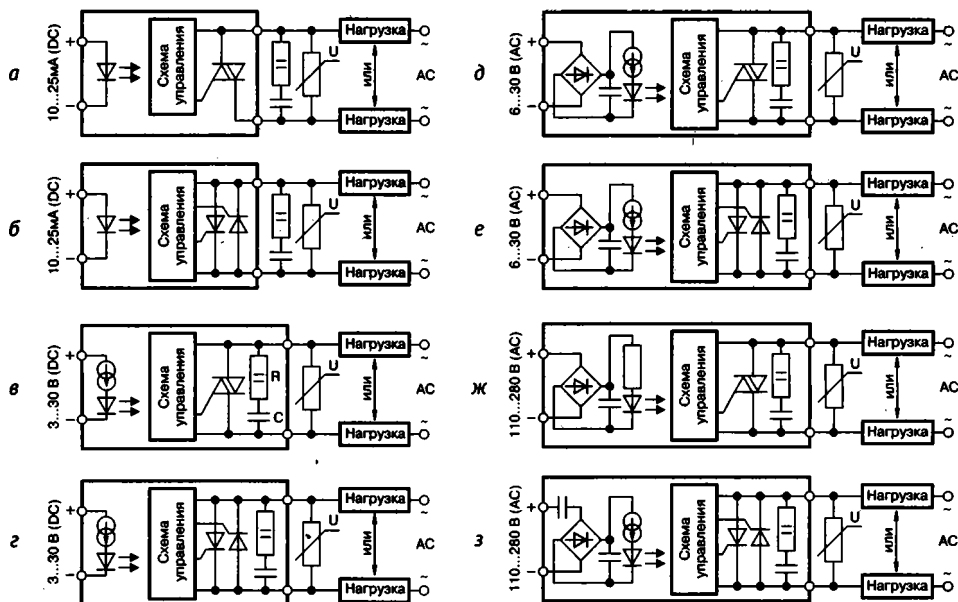 а
10...25мА (DC)
+
−
Схема
управления
U
Нагрузка
или
Нагрузка
~
AC
~
б
10...25мА (DC)
+
−
Схема
управления
U
Нагрузка
или
Нагрузка
~
AC
~
в
3...30 В (DC)
+
−
Схема
управления
R
C
U
Нагрузка
или
Нагрузка
~
AC
~
г
3...30 В (DC)
+
−
Схема
управления
U
Нагрузка
или
Нагрузка
~
AC
~
д
6...30 В (AC)
+
−
Схема
управления
U
Нагрузка
или
Нагрузка
~
AC
~
е
6...30 В (AC)
+
−
Схема
управления
U
Нагрузка
или
Нагрузка
~
AC
~
ж
110...280 В (AC)
+
−
Схема
управления
U
Нагрузка
или
Нагрузка
~
AC
~
з
110...280 В (AC)
+
−
Схема
управления
U
Нагрузка
или
Нагрузка
~
AC
~